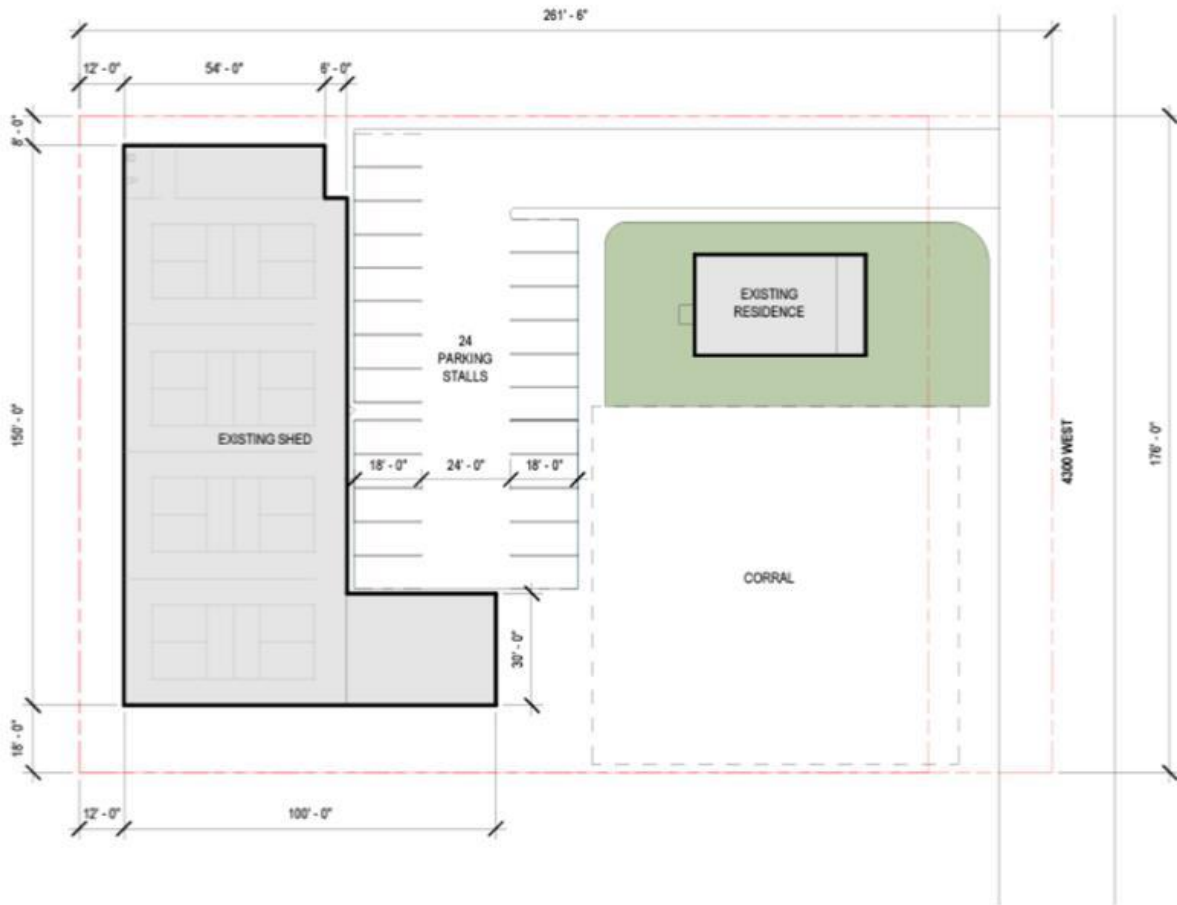 261' - 6"
12' - 0"
54' - 0"
6' - 0"
8' - 0"
EXISTING
RESIDENCE
24
PARKING
STALLS
150' - 0"
EXISTING SHED
18' - 0"
24' - 0"
18' - 0"
4300 WEST
176' - 0"
CORRAL
30' - 0"
18' - 0"
12' - 0"
100' - 0"